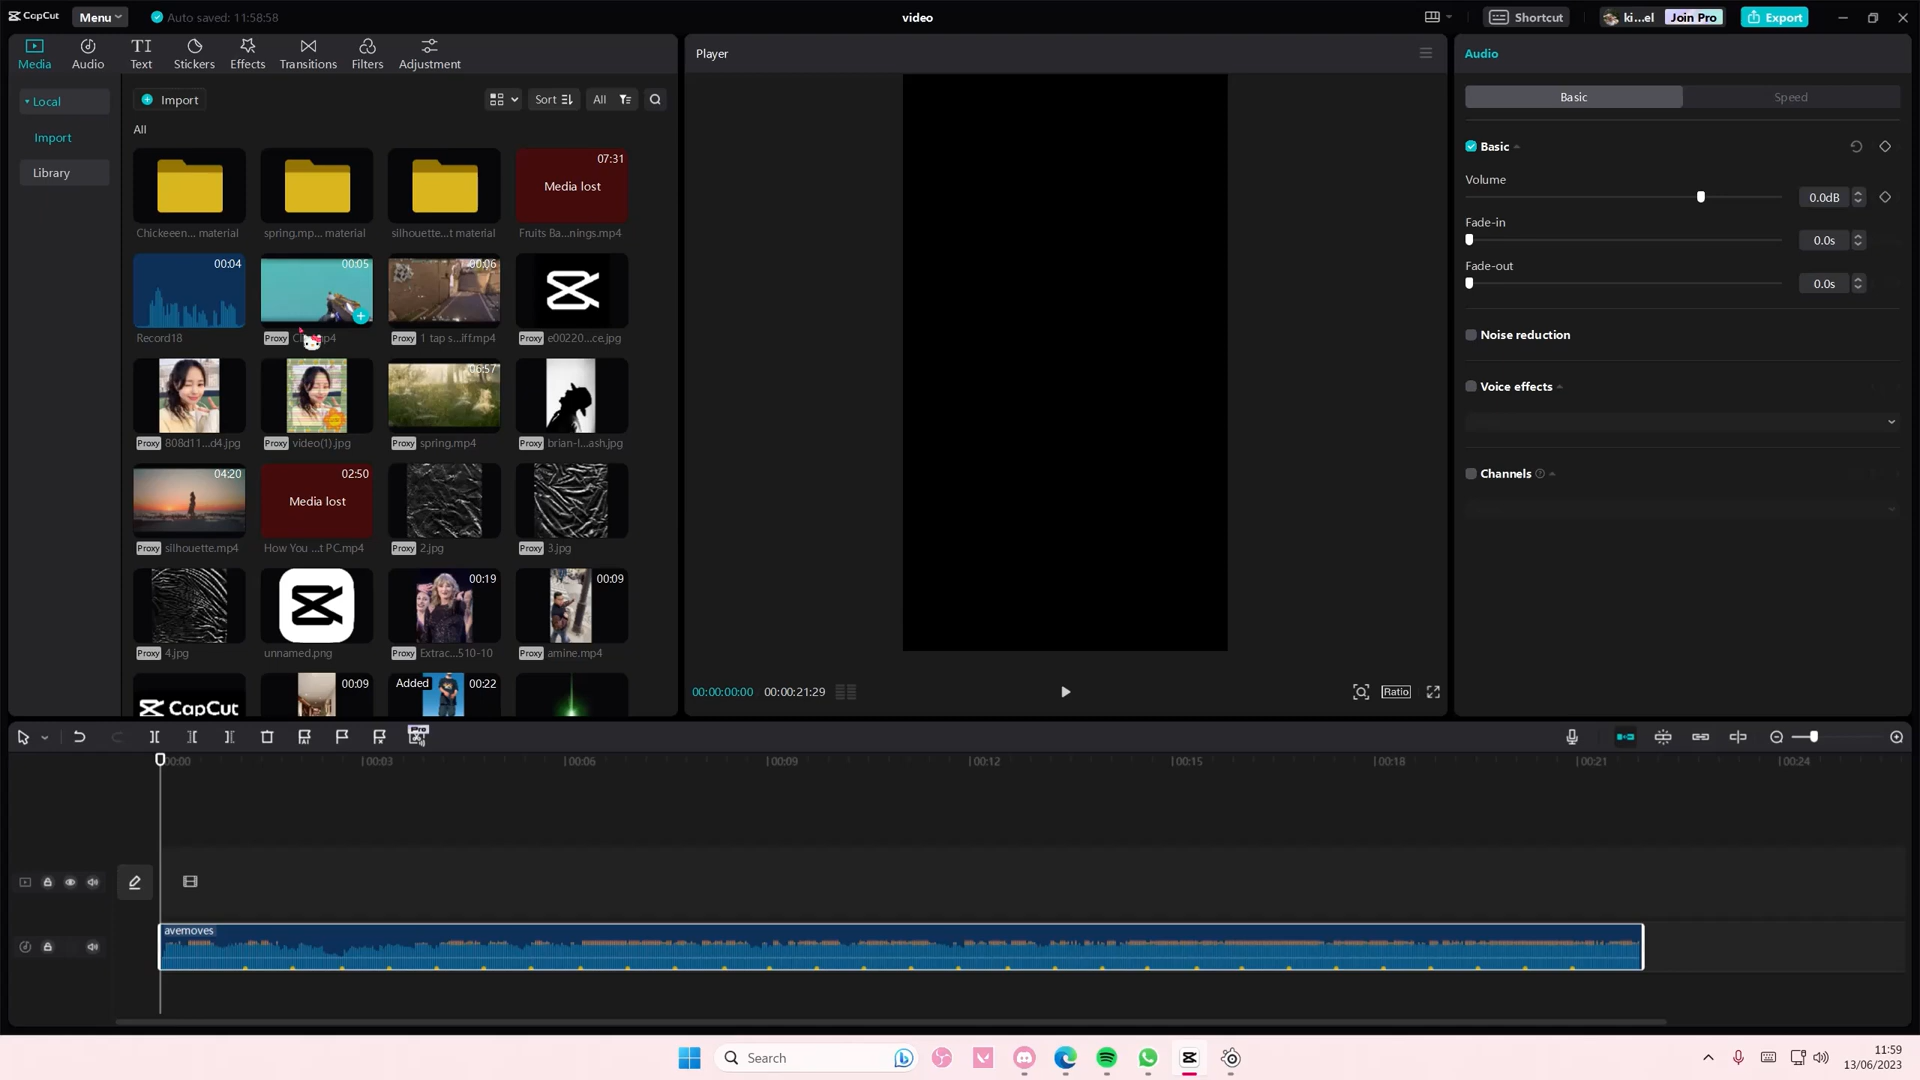 CapCut
Menu
Auto saved: 11:58:58
video
Shortcut
ki...el
Join Pro
Export
Media
Audio
Text
Stickers
Effects
Transitions
Filters
Adjustment
Player
Audio
Local
Import
Library
Import
Sort
All
All
Basic
Speed
Basic
Volume
0.0dB
Fade-in
0.0s
Fade-out
0.0s
Noise reduction
Voice effects
Channels
07:31
Media lost
Chickeeen... material
spring.mp... material
silhouette...t material
Fruits Ba...nings.mp4
00:04
00:05
00:06
Record18
Proxy
Proxy 1 tap s...iff.mp4
e00220...ce.jpg
06:57
Proxy 808d11...d4.jpg
Proxy video(1).jpg
Proxy spring.mp4
Proxy brian-l...ash.jpg
04:20
02:50
Media lost
Proxy silhouette.mp4
How You ...t PC.mp4
Proxy 2.jpg
Proxy 3.jpg
00:19
00:09
Proxy 4.jpg
unnamed.png
Proxy Extrac...510-10
Proxy amine.mp4
CapCut
00:09
Added 00:22
00:00:00:00 00:00:21:29
Ratio
Pro
00:00 00:03 00:06 00:09 00:12 00:15 00:18 00:21 00:24
avemoves
Search
11:59
13/06/2023